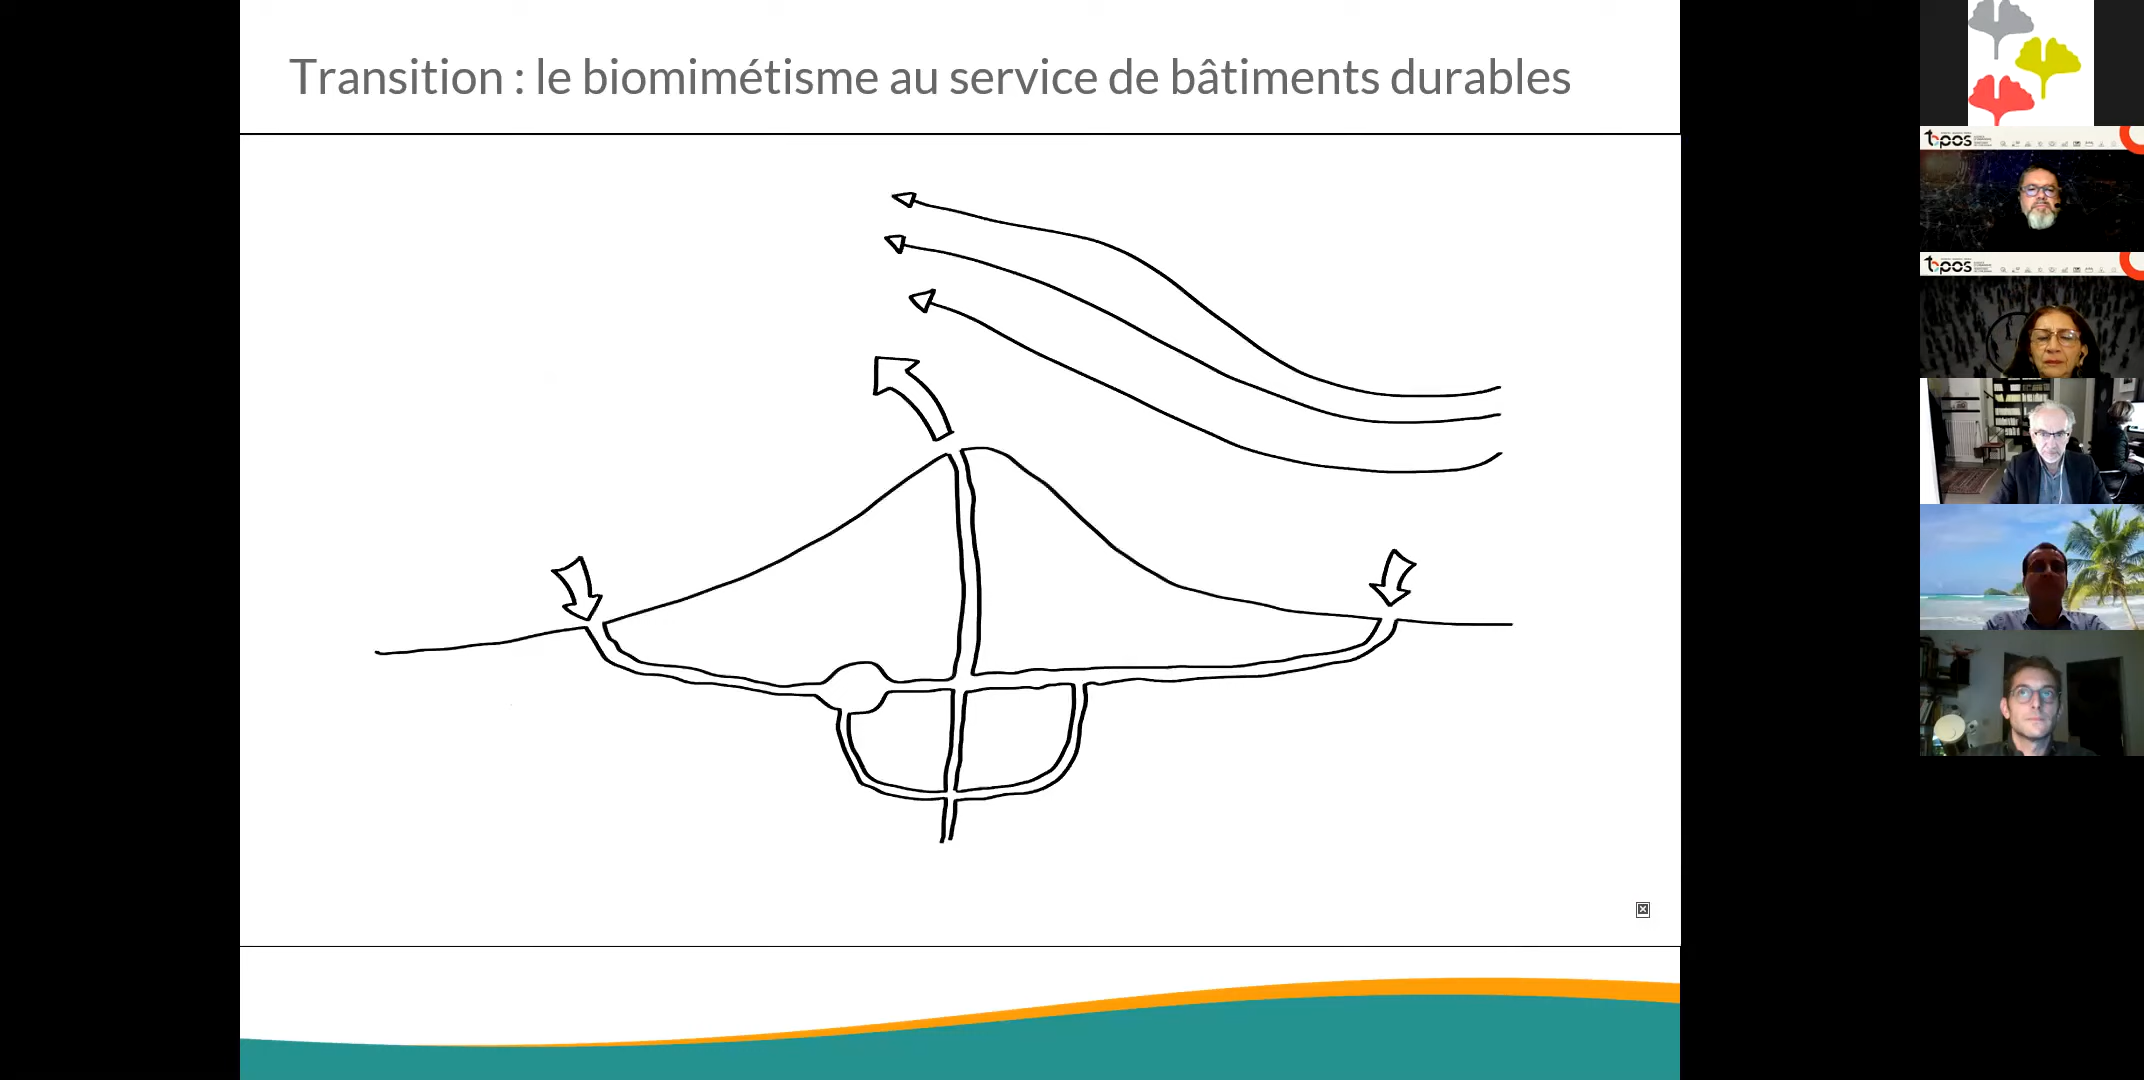 Transition : le biomimétisme au service de bâtiments durables
topos
topos